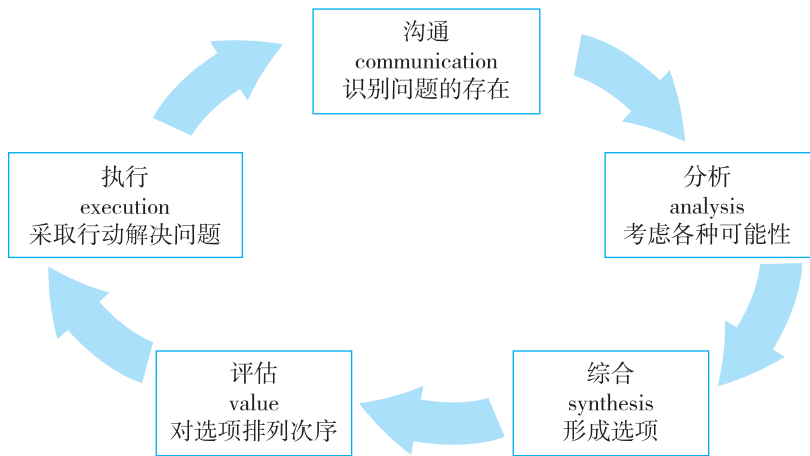 沟通
communication
识别问题的存在
分析
analysis
考虑各种可能性
综合
synthesis
形成选项
评估
value
对选项排列次序
执行
execution
采取行动解决问题